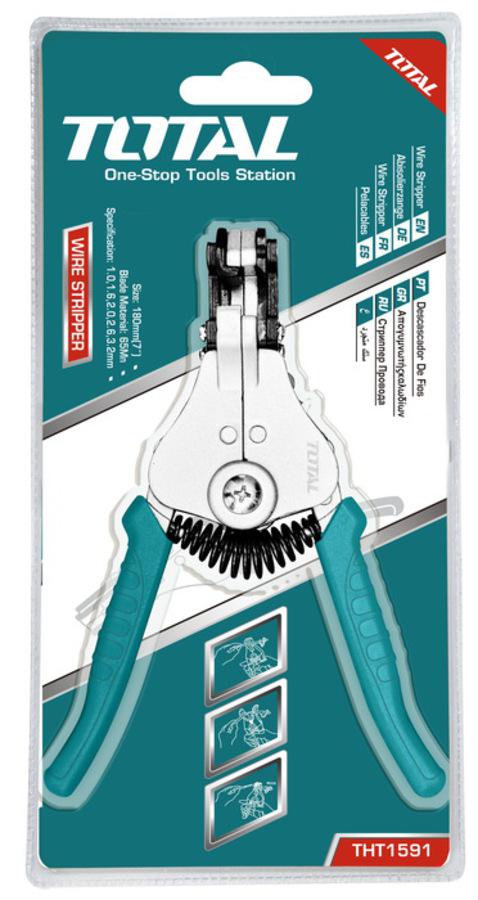 TOTAL
TOTAL
One-Stop Tools Station
Wire Stripper EN
Abisolierzange DE
Wire Stripper FR
Pelacables ES
PT Descascador De Fios
GR Απογυμνωτήςκαλωδίων
RU Стриппер Провода
WIRE STRIPPER
Size: 180mm(7")
Blade Material: 65Mn
Specification: 1.0,1.6,2.0,2.6,3.2mm
TOTAL
THT1591